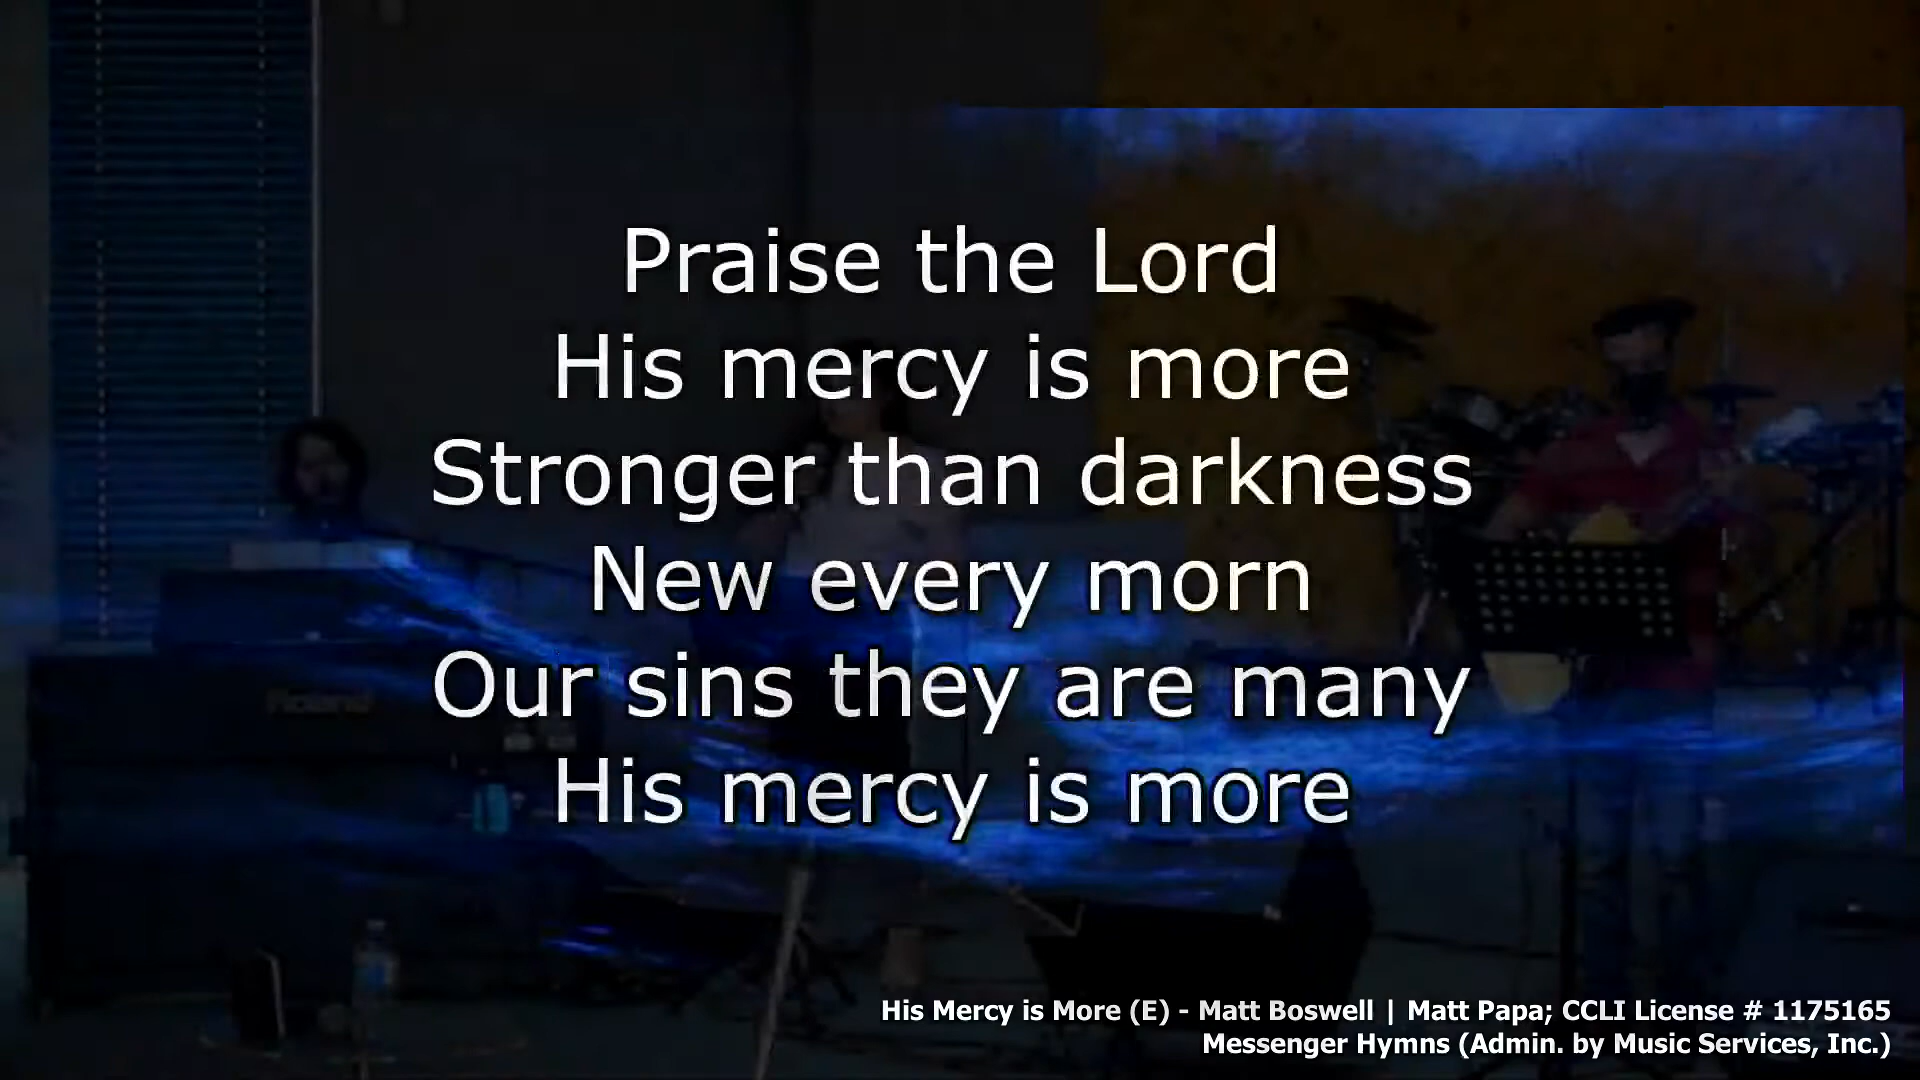 Praise the Lord
His mercy is more
Stronger than darkness
New every morn
Our sins they are many
His mercy is more
Roland
His Mercy is More (E) - Matt Boswell | Matt Papa; CCLI License # 1175165
Messenger Hymns (Admin. by Music Services, Inc.)